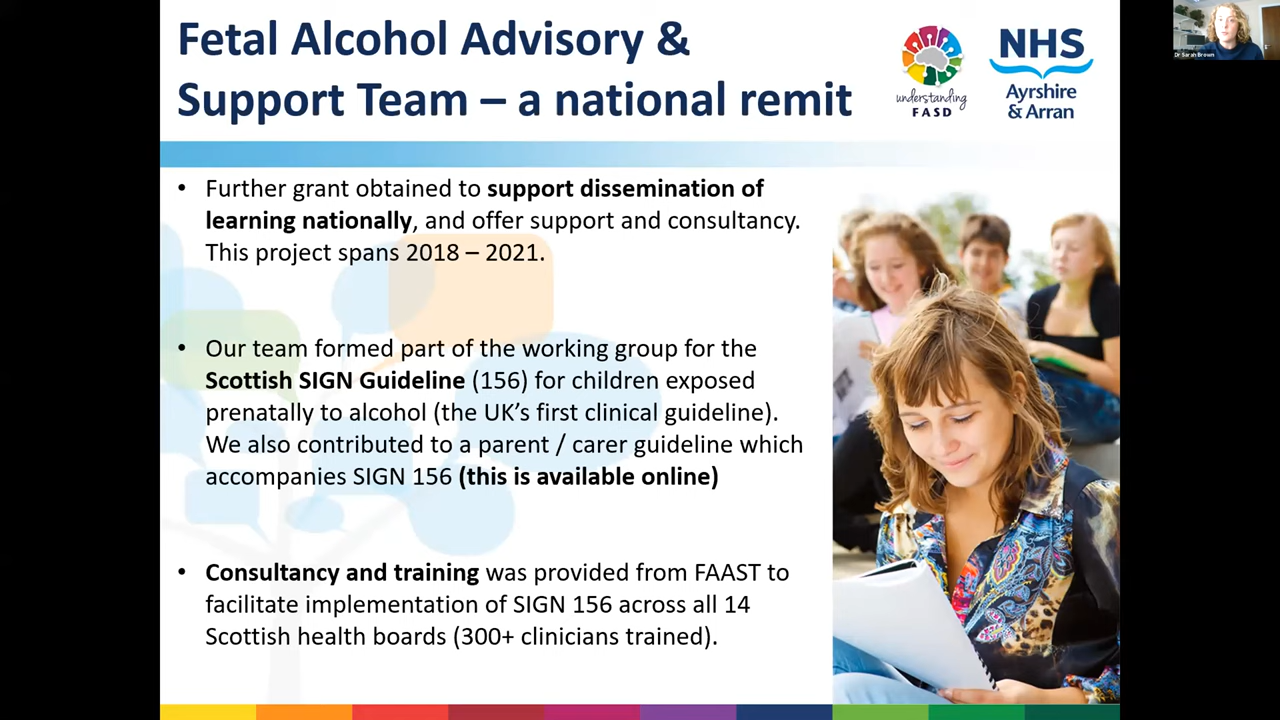 Fetal Alcohol Advisory &
Support Team – a national remit
understanding
FASD
NHS
Ayrshire
& Arran
Dr Sarah Brown
• Further grant obtained to support dissemination of
learning nationally, and offer support and consultancy.
This project spans 2018 – 2021.
• Our team formed part of the working group for the
Scottish SIGN Guideline (156) for children exposed
prenatally to alcohol (the UK's first clinical guideline).
We also contributed to a parent / carer guideline which
accompanies SIGN 156 (this is available online)
• Consultancy and training was provided from FAAST to
facilitate implementation of SIGN 156 across all 14
Scottish health boards (300+ clinicians trained).